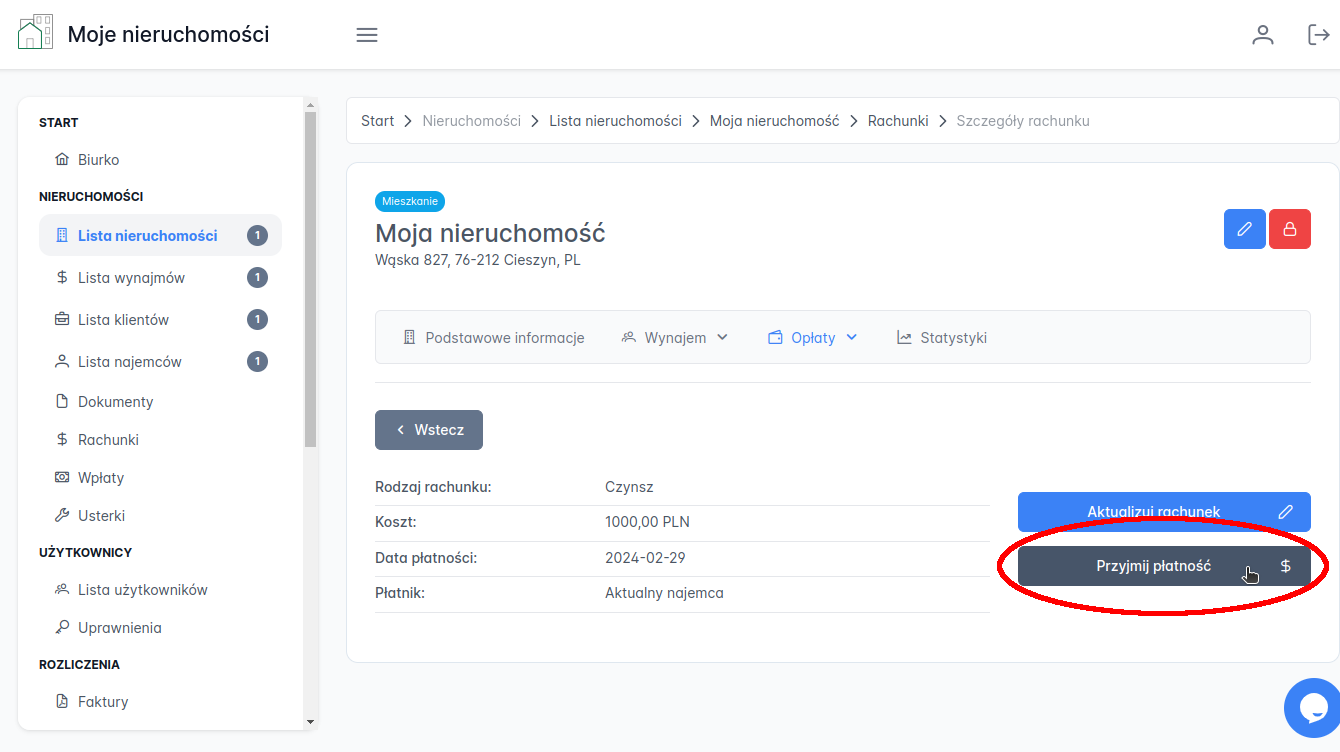 Moje nieruchomości
START
Biurko
NIERUCHOMOŚCI
Lista nieruchomości 1
Lista wynajmów 1
Lista klientów 1
Lista najemców 1
Dokumenty
Rachunki
Wpłaty
Usterki
UŻYTKOWNICY
Lista użytkowników
Uprawnienia
ROZLICZENIA
Faktury
Start > Nieruchomości > Lista nieruchomości > Moja nieruchomość > Rachunki > Szczegóły rachunku
Mieszkanie
Moja nieruchomość
Wąska 827, 76-212 Cieszyn, PL
Podstawowe informacje Wynajem Opłaty Statystyki
Wstecz
Rodzaj rachunku: Czynsz
Koszt: 1000,00 PLN
Data płatności: 2024-02-29
Płatnik: Aktualny najemca
Aktualizuj rachunek
Przyjmij płatność $